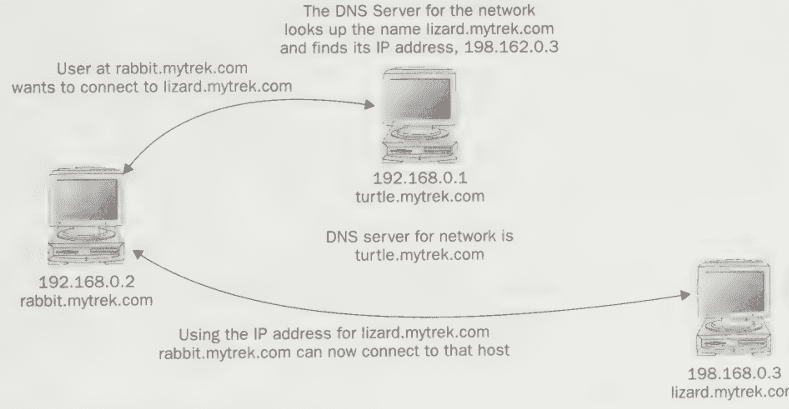 The DNS Server for the network
looks up the name lizard.mytrek.com
and finds its IP address, 198.162.0.3
User at rabbit.mytrek.com
wants to connect to lizard.mytrek.com
192.168.0.1
turtle.mytrek.com
DNS server for network is
turtle.mytrek.com
192.168.0.2
rabbit.mytrek.com
Using the IP address for lizard.mytrek.com
rabbit.mytrek.com can now connect to that host
198.168.0.3
lizard.mytrek.com